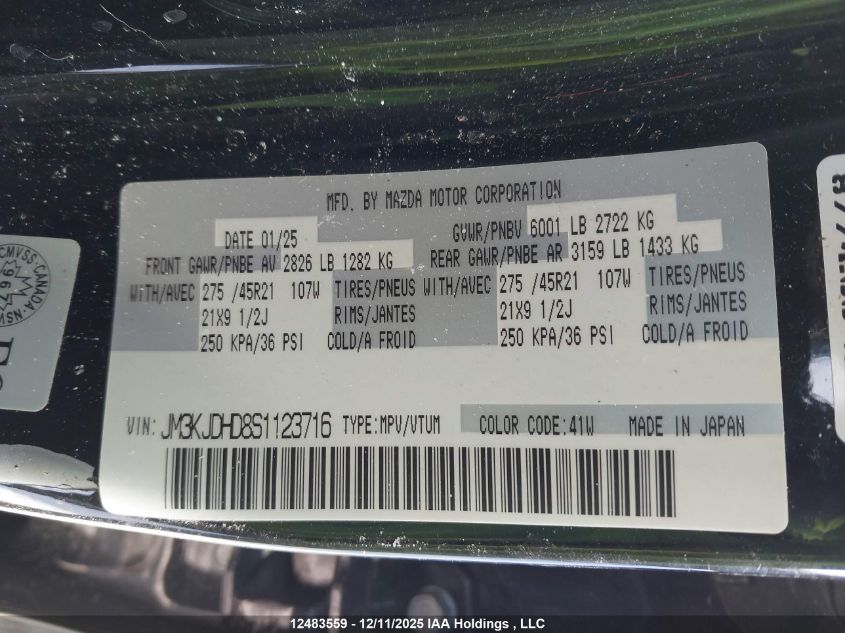 MFD. BY MAZDA MOTOR CORPORATION
DATE 01/25 GVWR/PNBV 6001 LB 2722 KG
FRONT GAWR/PNBE AV 2826 LB 1282 KG REAR GAWR/PNBE AR 3159 LB 1433 KG
WITH/AVEC 275 /45R21 107W TIRES/PNEUS WITH/AVEC 275 /45R21 107W TIRES/PNEUS
21X9 1/2J RIMS/JANTES 21X9 1/2J RIMS/JANTES
250 KPA/36 PSI COLD/A FROID 250 KPA/36 PSI COLD/A FROID
VIN: JM3KJDHD8S1123716 TYPE:MPV/VTUM COLOR CODE:41W MADE IN JAPAN
CMVSS CANADA NSV
12483559 - 12/11/2025 IAA Holdings , LLC